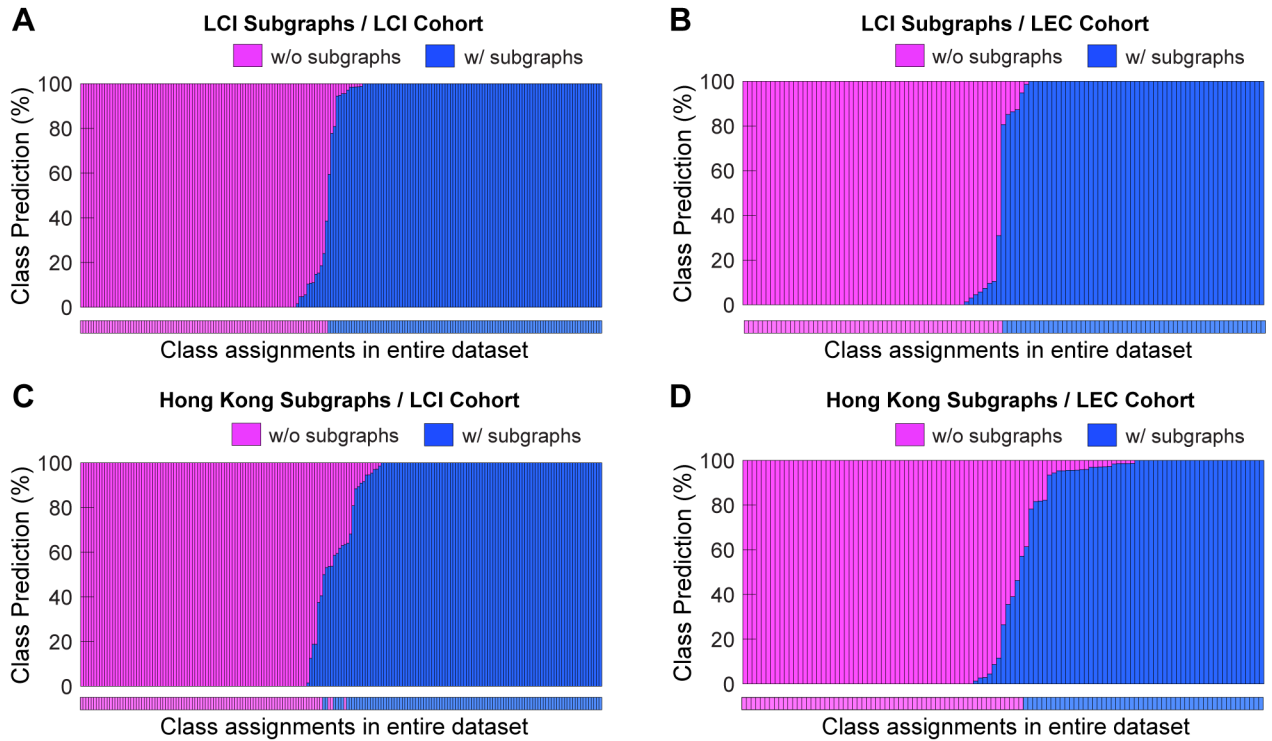 A
LCI Subgraphs / LCI Cohort
w/o subgraphs w/ subgraphs
Class Prediction (%)
100
80
60
40
20
0
Class assignments in entire dataset
B
LCI Subgraphs / LEC Cohort
w/o subgraphs w/ subgraphs
Class Prediction (%)
100
80
60
40
20
0
Class assignments in entire dataset
C
Hong Kong Subgraphs / LCI Cohort
w/o subgraphs w/ subgraphs
Class Prediction (%)
100
80
60
40
20
0
Class assignments in entire dataset
D
Hong Kong Subgraphs / LEC Cohort
w/o subgraphs w/ subgraphs
Class Prediction (%)
100
80
60
40
20
0
Class assignments in entire dataset